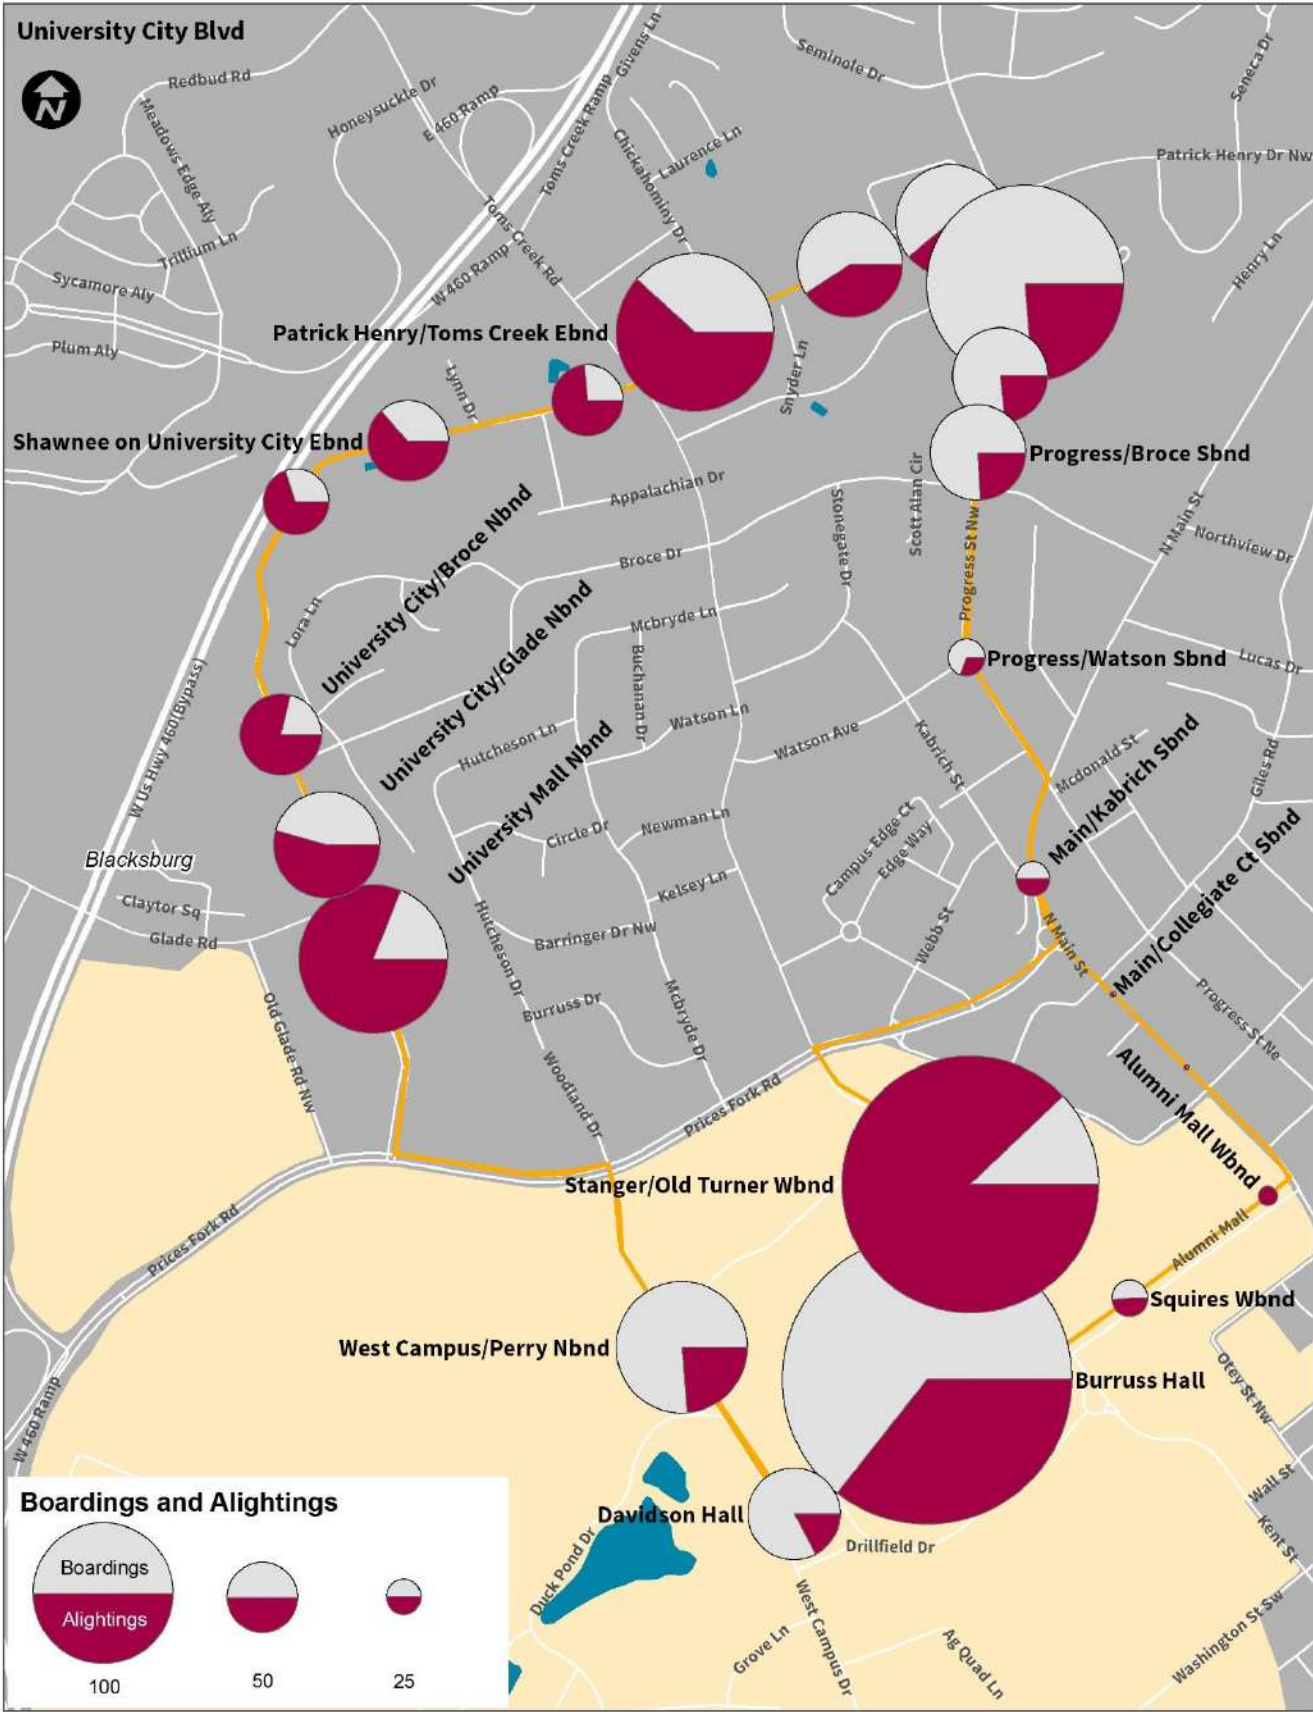 University City Blvd
N
Redbud Rd
Honeysuckle Dr
E 460 Ramp
Toms Creek Ramp
Givens Ln
Seminole Dr
Seneca Dr
Meadows Edge Aly
Chickahominy Dr
Laurence Ln
Patrick Henry Dr Nw
Trillium Ln
Toms Creek Rd
W 460 Ramp
Henry Ln
Sycamore Aly
Plum Aly
Patrick Henry/Toms Creek Ebnd
Lynn Dr
Snyder Ln
Shawnee on University City Ebnd
Progress/Broce Sbnd
Appalachian Dr
Scott Alan Cir
Stonegate Dr
N Main St
Northview Dr
University City/Broce Nbnd
Broce Dr
Progress St Nw
Lora Ln
University City/Glade Nbnd
Mcbryde Ln
Buchanan Dr
Progress/Watson Sbnd
Lucas Dr
W Us Hwy 460(Bypass)
Hutcheson Ln
Watson Ln
Watson Ave
Kabrich St
University Mall Nbnd
Mcdonald St
Main/Kabrich Sbnd
Giles Rd
Circle Dr
Newman Ln
Campus Edge Ct
Edge Way
Blacksburg
Kelsey Ln
Claytor Sq
Glade Rd
Hutcheson Dr
Barringer Dr Nw
Webb St
N Main St
Main/Collegiate Ct Sbnd
Old Glade Rd Nw
Burruss Dr
Mcbryde Dr
Progress St Ne
Woodland Dr
Prices Fork Rd
Alumni Mall Wbnd
Stanger/Old Turner Wbnd
Prices Fork Rd
Alumni Mall
Squires Wbnd
West Campus/Perry Nbnd
Burruss Hall
Otey St Nw
W 460 Ramp
Wall St
Boardings and Alightings
Davidson Hall
Drillfield Dr
Kent St
Boardings
Alightings
Duck Pond Dr
West Campus Dr
Grove Ln
Ag Quad Ln
Washington St Sw
100
50
25